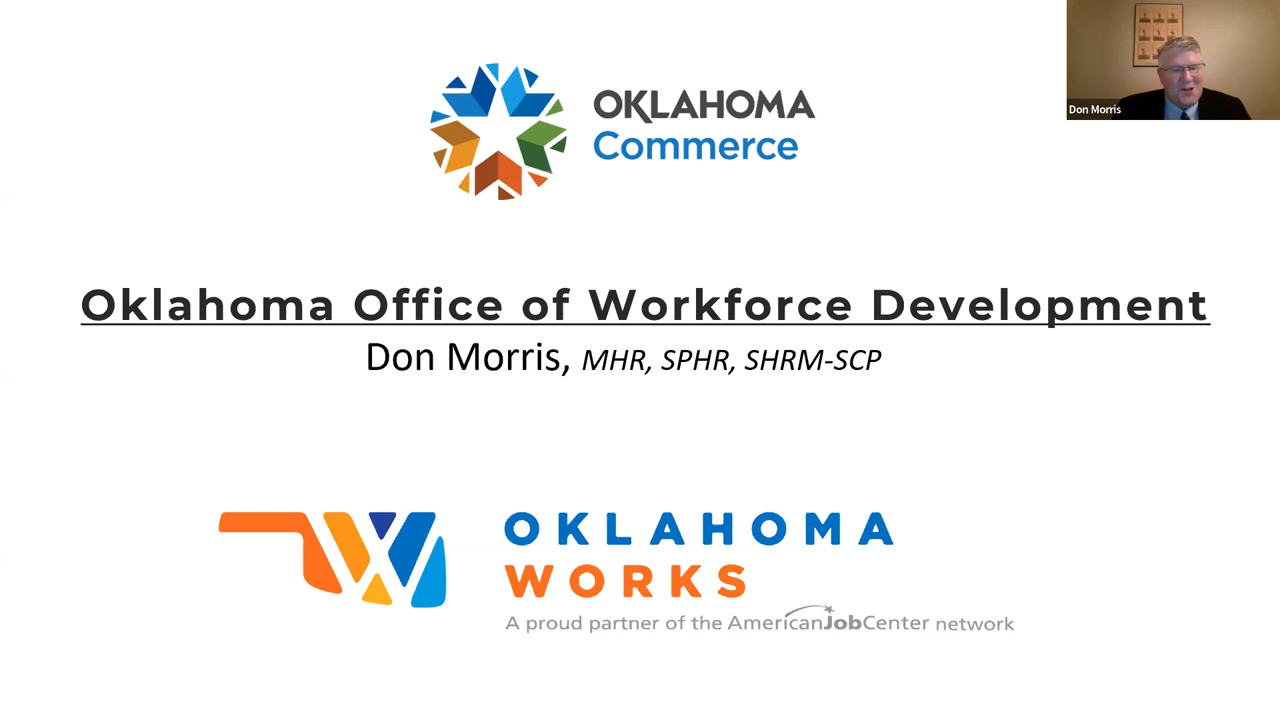 OKLAHOMA
Commerce
Don Morris
Oklahoma Office of Workforce Development
Don Morris, MHR, SPHR, SHRM-SCP
OKLAHOMA
WORKS
A proud partner of the AmericanJobCenter network